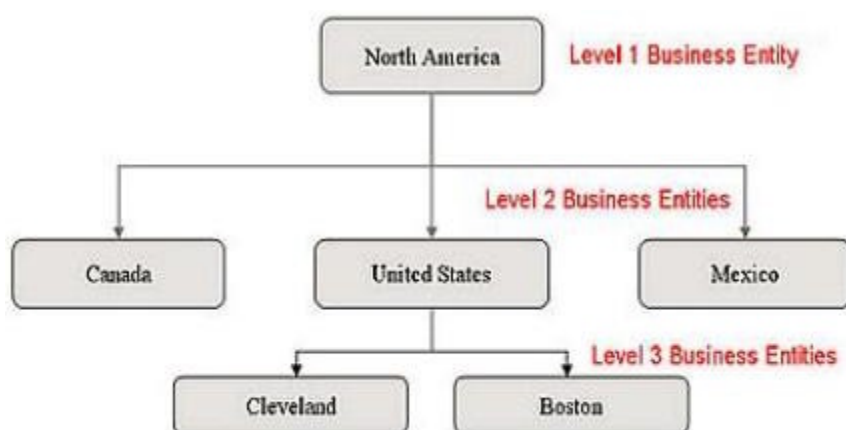 North America
Level 1 Business Entity
Level 2 Business Entities
Canada
United States
Mexico
Level 3 Business Entities
Cleveland
Boston